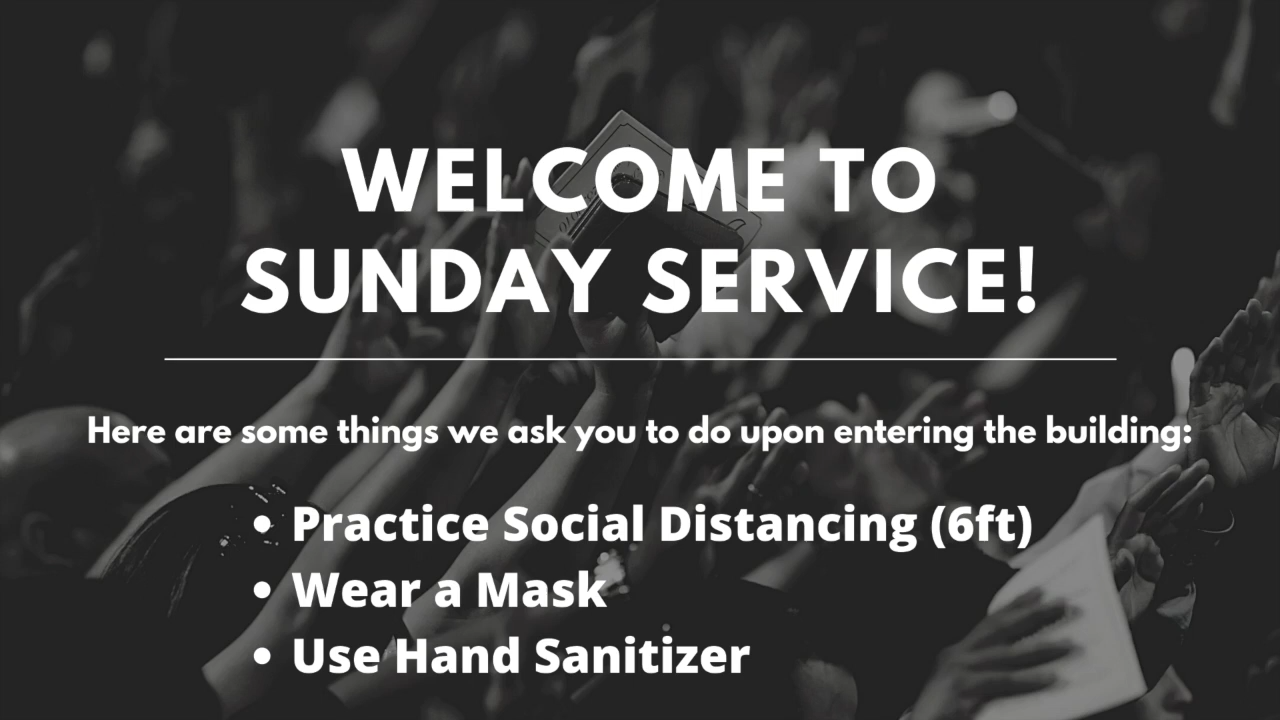 WELCOME TO
SUNDAY SERVICE!
Here are some things we ask you to do upon entering the building:
• Practice Social Distancing (6ft)
• Wear a Mask
• Use Hand Sanitizer